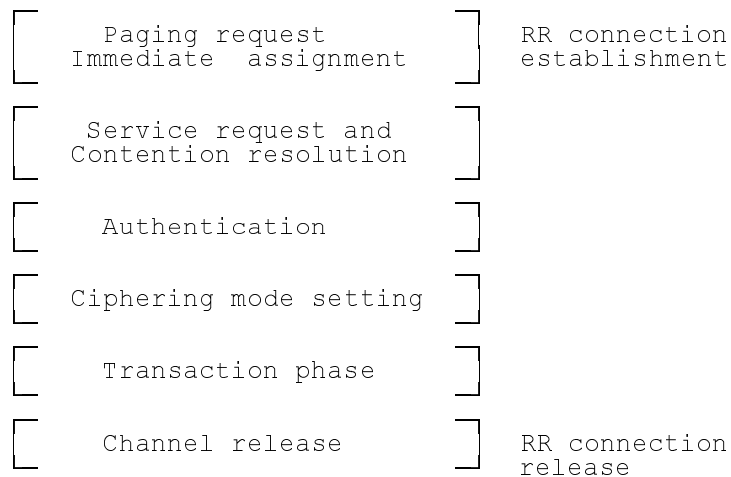 Paging request
Immediate assignment
RR connection
establishment
Service request and
Contention resolution
Authentication
Ciphering mode setting
Transaction phase
Channel release
RR connection
release